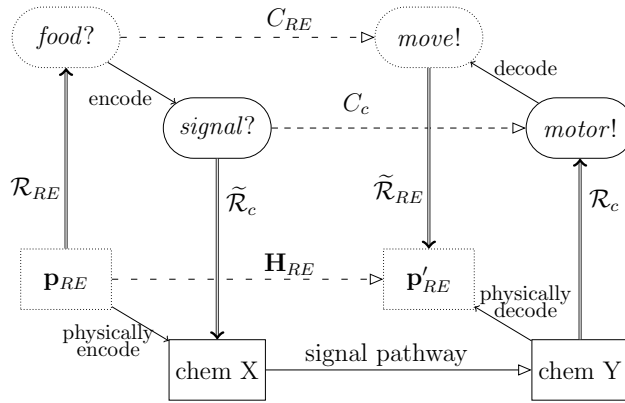 food?
C_RE
move!
encode
decode
signal?
C_c
motor!
ℛ_RE
ℛ̃_c
ℛ̃_RE
ℛ_c
p_RE
H_RE
p′_RE
physically
encode
physically
decode
chem X
signal pathway
chem Y